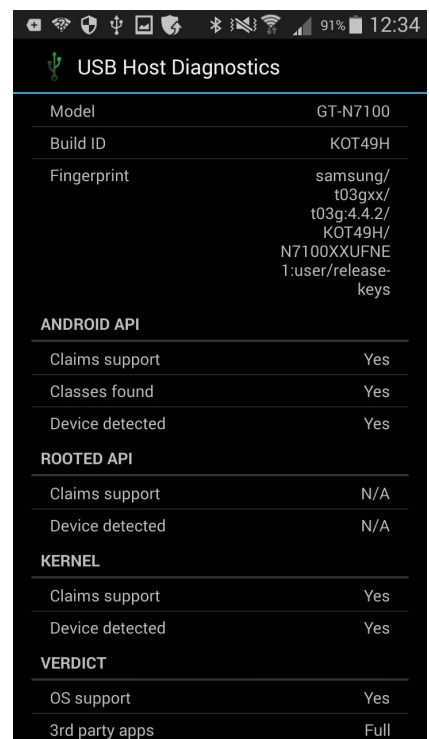 91% 12:34
USB Host Diagnostics
Model GT-N7100
Build ID KOT49H
Fingerprint samsung/
t03gxx/
t03g:4.4.2/
KOT49H/
N7100XXUFNE
1:user/release-
keys
ANDROID API
Claims support Yes
Classes found Yes
Device detected Yes
ROOTED API
Claims support N/A
Device detected N/A
KERNEL
Claims support Yes
Device detected Yes
VERDICT
OS support Yes
3rd party apps Full